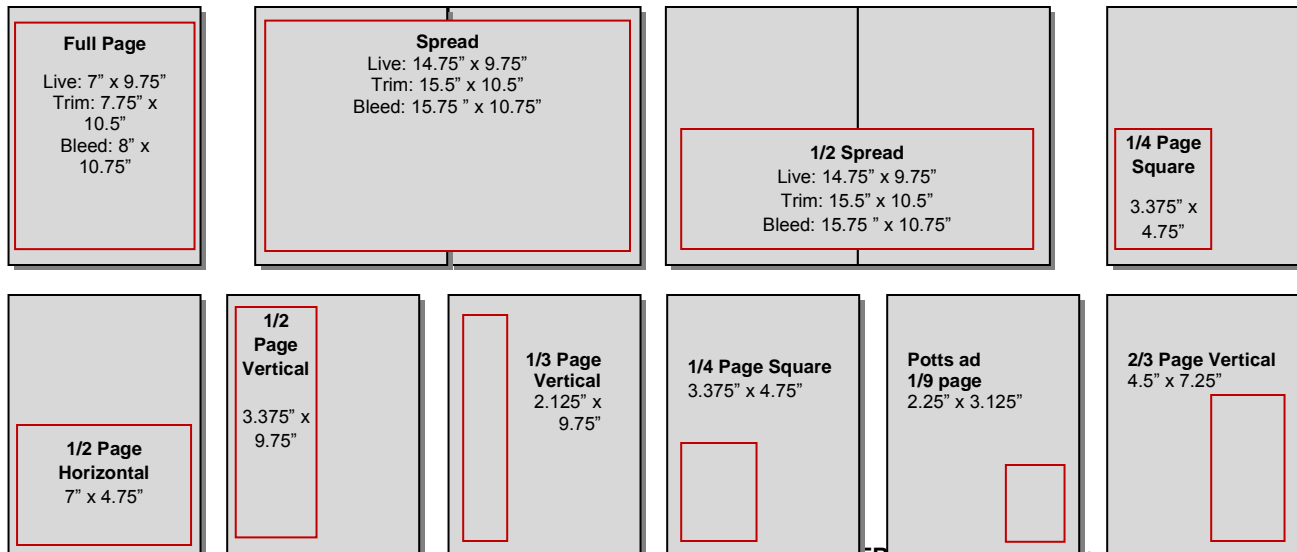 Full Page
Live: 7” x 9.75”
Trim: 7.75” x
10.5”
Bleed: 8” x
10.75”
Spread
Live: 14.75” x 9.75”
Trim: 15.5” x 10.5”
Bleed: 15.75 ” x 10.75”
1/2 Spread
Live: 14.75” x 9.75”
Trim: 15.5” x 10.5”
Bleed: 15.75 ” x 10.75”
1/4 Page
Square
3.375” x
4.75”
1/2 Page
Horizontal
7” x 4.75”
1/2
Page
Vertical
3.375” x
9.75”
1/3 Page
Vertical
2.125” x
9.75”
1/4 Page Square
3.375” x 4.75”
Potts ad
1/9 page
2.25” x 3.125”
2/3 Page Vertical
4.5” x 7.25”